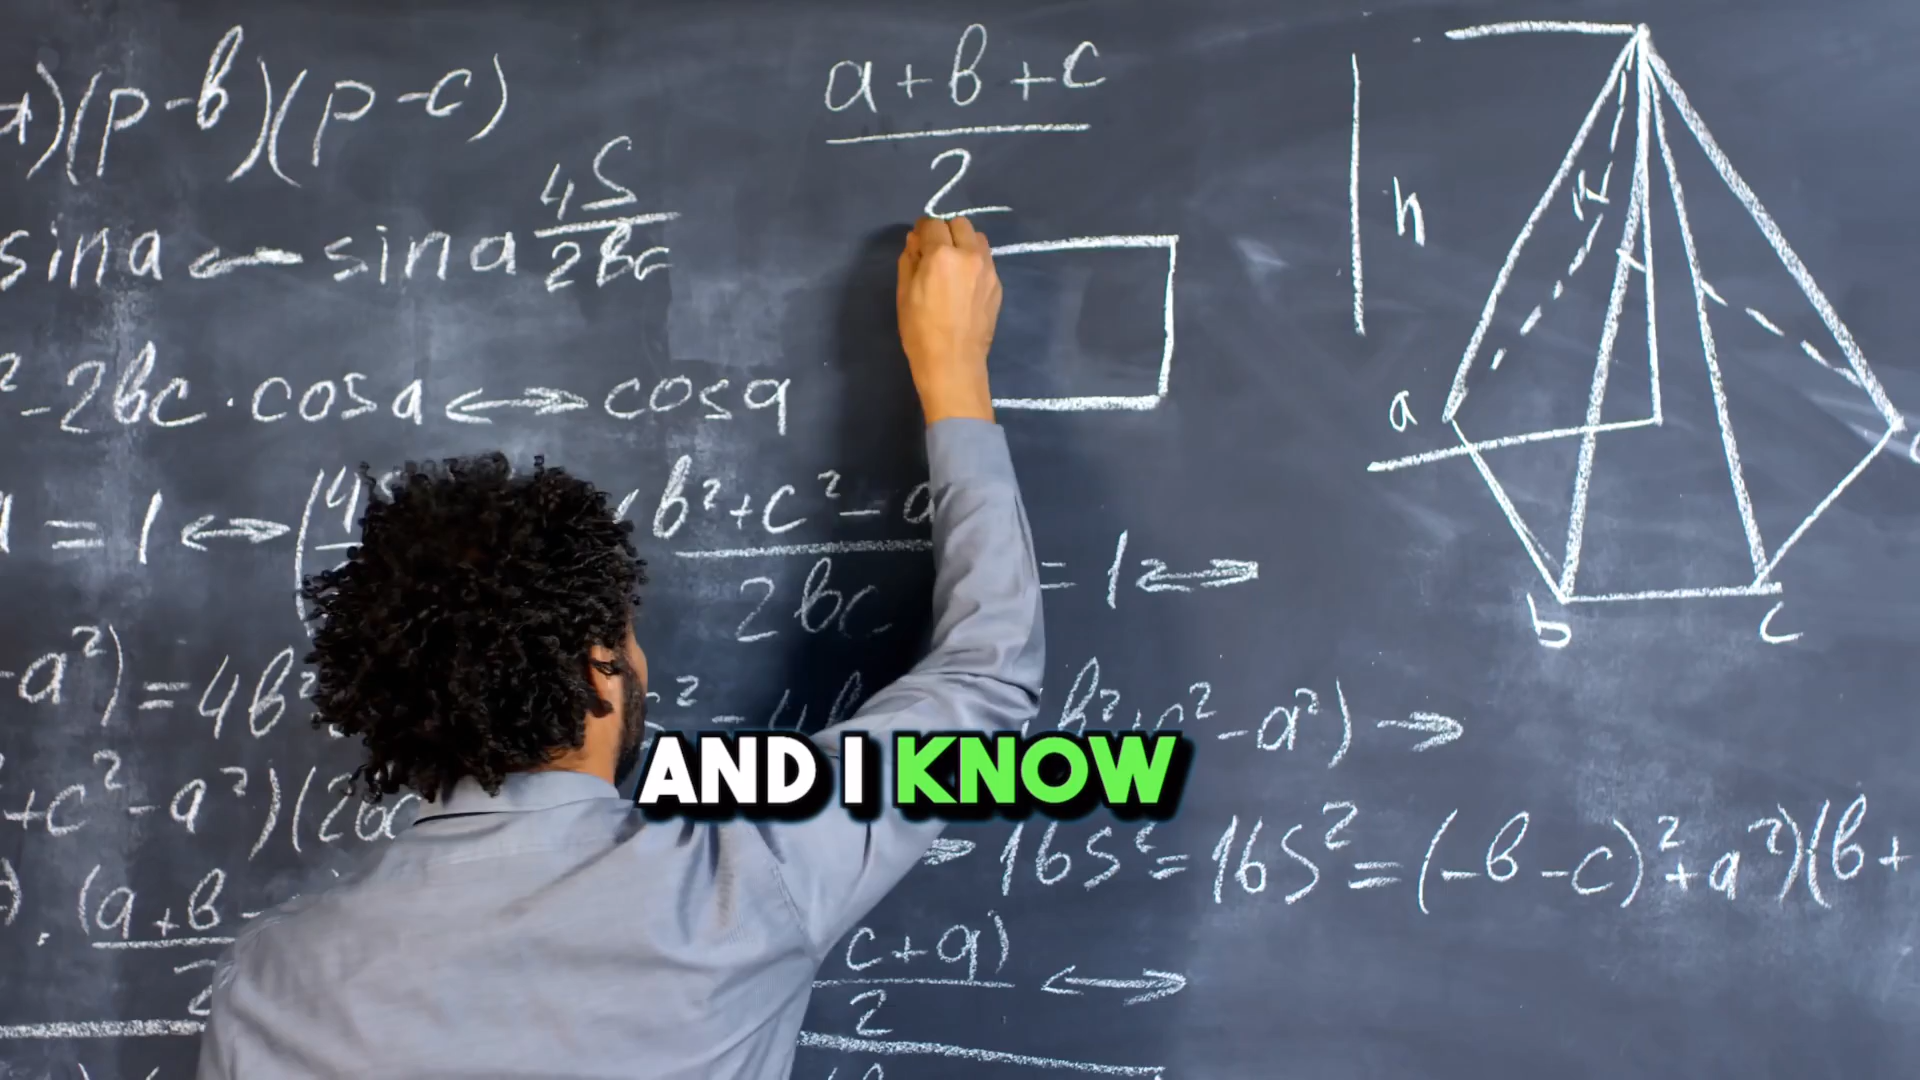 (p-b)(p-c)
a+b+c
2
4S
sina ← sina
2bc
h
-2bc·cosa ↔ cosa
a
= 1 ↔
b²+c²-a
2bc
= 1 ↔
b
c
-a²) = 4b²
-a²) →
AND I KNOW
+c²-a²)(2bc
16S² = 16S² = (-b-c)²+a²)(b+
(a+b-
2
c+a)
2
↔